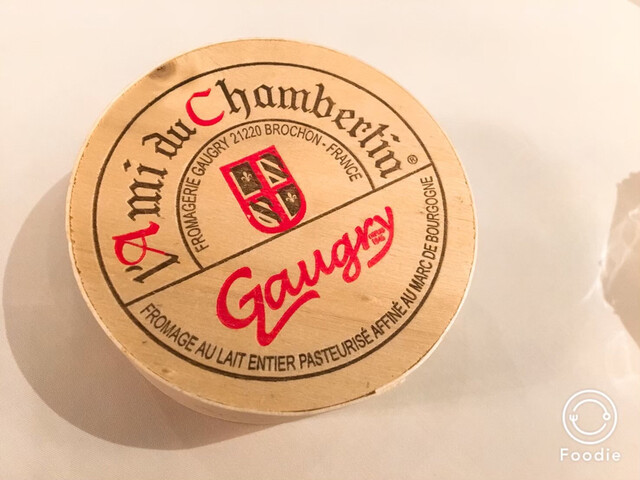 l'Ami du Chambertin ®
FROMAGERIE GAUGRY 21220 BROCHON - FRANCE
Gaugry
FROMAGE AU LAIT ENTIER PASTEURISÉ AFFINÉ AU MARC DE BOURGOGNE
Foodie